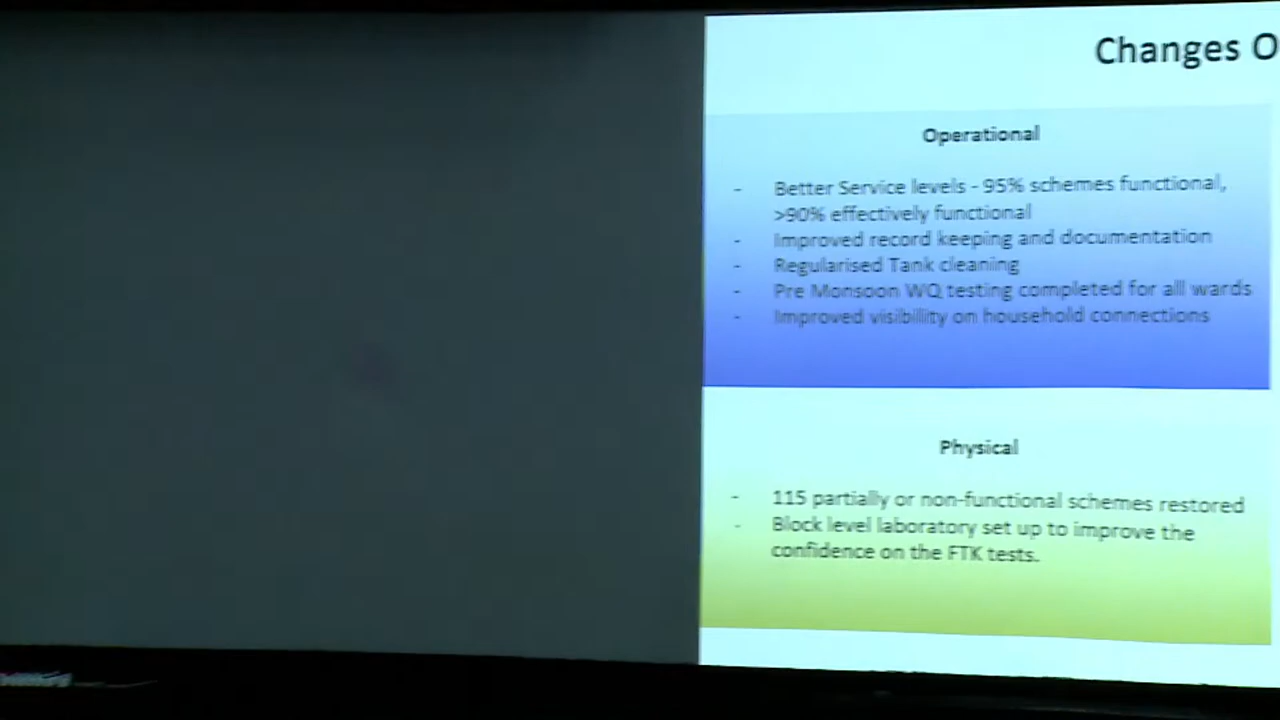 Changes O
Operational
- Better Service levels - 95% schemes functional,
>90% effectively functional
- Improved record keeping and documentation
- Regularised Tank cleaning
- Pre Monsoon WQ testing completed for all wards
- Improved visibility on household connections
Physical
- 115 partially or non-functional schemes restored
- Block level laboratory set up to improve the
confidence on the FTK tests.